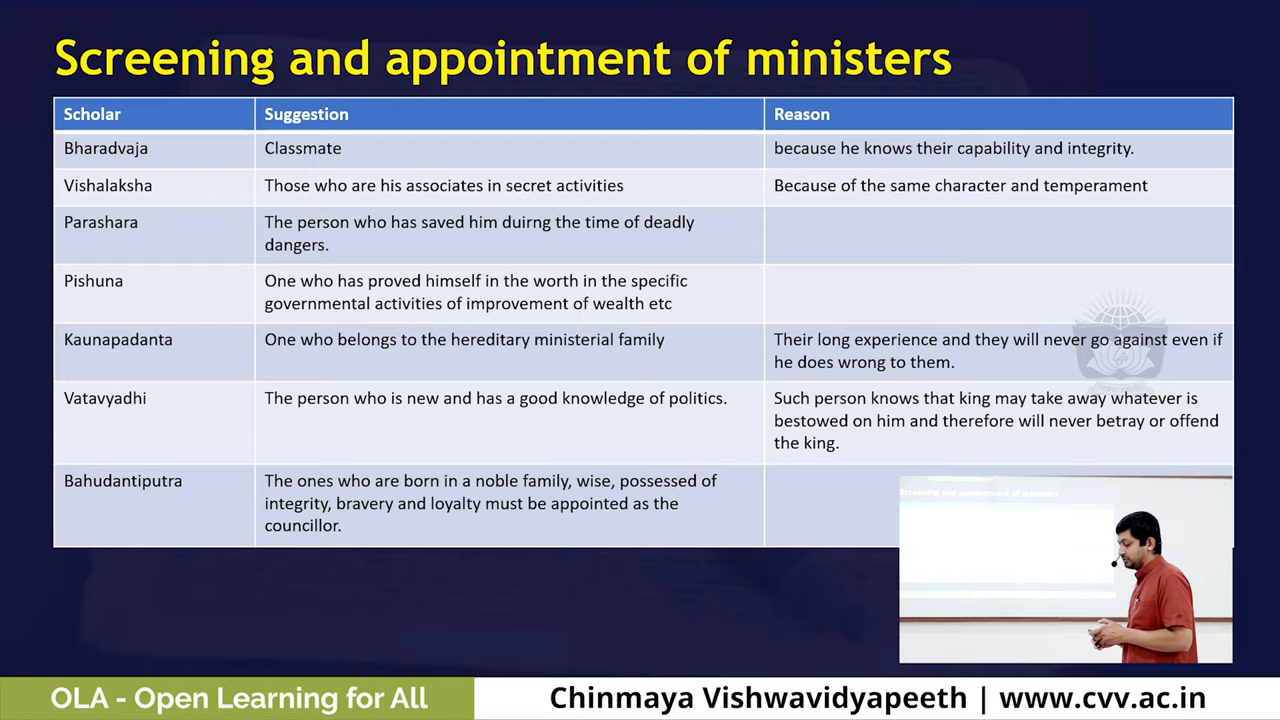 Screening and appointment of ministers
Scholar Suggestion Reason
Bharadvaja Classmate because he knows their capability and integrity.
Vishalaksha Those who are his associates in secret activities Because of the same character and temperament
Parashara The person who has saved him duirng the time of deadly
dangers.
Pishuna One who has proved himself in the worth in the specific
governmental activities of improvement of wealth etc
Kaunapadanta One who belongs to the hereditary ministerial family Their long experience and they will never go against even if
he does wrong to them.
Vatavyadhi The person who is new and has a good knowledge of politics. Such person knows that king may take away whatever is
bestowed on him and therefore will never betray or offend
the king.
Bahudantiputra The ones who are born in a noble family, wise, possessed of
integrity, bravery and loyalty must be appointed as the
councillor.
Screening and appointment of ministers
OLA - Open Learning for All Chinmaya Vishwavidyapeeth | www.cvv.ac.in